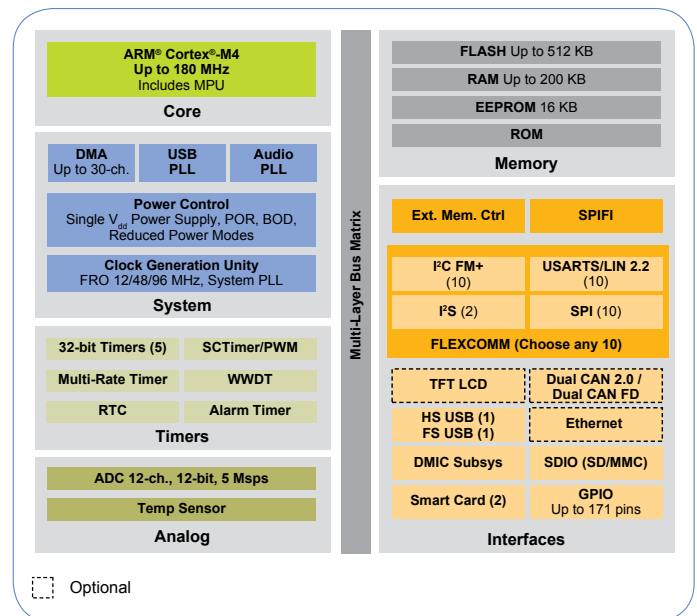 ARM® Cortex®-M4
Up to 180 MHz
Includes MPU
Core
DMA
Up to 30-ch.
USB
PLL
Audio
PLL
Power Control
Single Vdd Power Supply, POR, BOD,
Reduced Power Modes
Clock Generation Unity
FRO 12/48/96 MHz, System PLL
System
32-bit Timers (5)
SCTimer/PWM
Multi-Rate Timer
WWDT
RTC
Alarm Timer
Timers
ADC 12-ch., 12-bit, 5 Msps
Temp Sensor
Analog
Multi-Layer Bus Matrix
FLASH Up to 512 KB
RAM Up to 200 KB
EEPROM 16 KB
ROM
Memory
Ext. Mem. Ctrl
SPIFI
I²C FM+
(10)
USARTS/LIN 2.2
(10)
I²S (2)
SPI (10)
FLEXCOMM (Choose any 10)
TFT LCD
Dual CAN 2.0 /
Dual CAN FD
HS USB (1)
FS USB (1)
Ethernet
DMIC Subsys
SDIO (SD/MMC)
Smart Card (2)
GPIO
Up to 171 pins
Interfaces
Optional